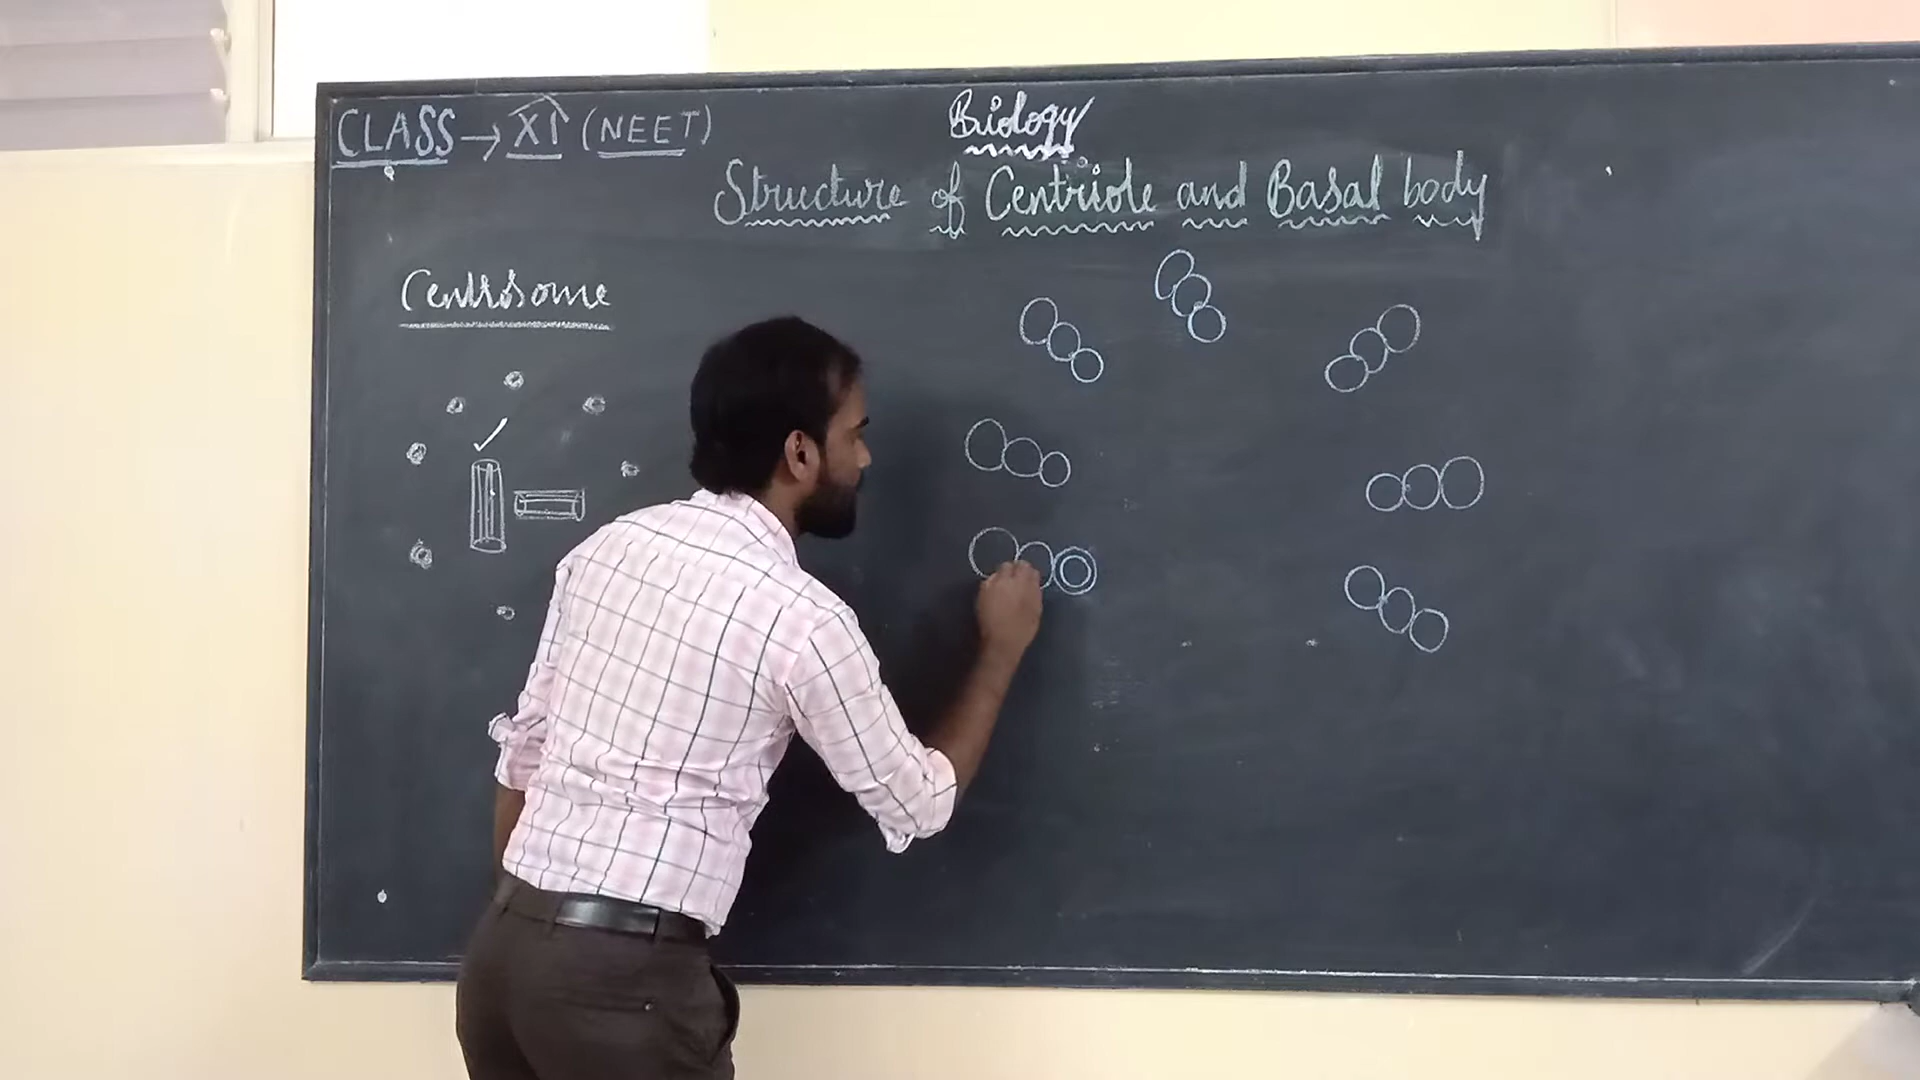 CLASS → XI (NEET)
Biology
Structure of Centriole and Basal body
Centrosome